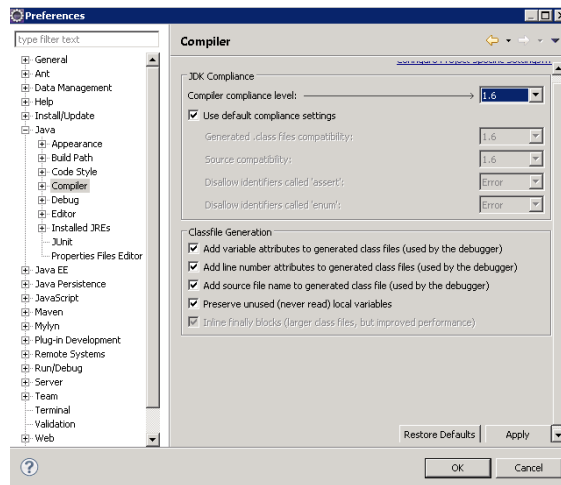 Preferences
type filter text
General
Ant
Data Management
Help
Install/Update
Java
Appearance
Build Path
Code Style
Compiler
Debug
Editor
Installed JREs
JUnit
Properties Files Editor
Java EE
Java Persistence
JavaScript
Maven
Mylyn
Plug-in Development
Remote Systems
Run/Debug
Server
Team
Terminal
Validation
Web
Compiler
Configure Project Specific Settings...
JDK Compliance
Compiler compliance level: 1.6
Use default compliance settings
Generated .class files compatibility: 1.6
Source compatibility: 1.6
Disallow identifiers called 'assert': Error
Disallow identifiers called 'enum': Error
Classfile Generation
Add variable attributes to generated class files (used by the debugger)
Add line number attributes to generated class files (used by the debugger)
Add source file name to generated class file (used by the debugger)
Preserve unused (never read) local variables
Inline finally blocks (larger class files, but improved performance)
Restore Defaults Apply
OK Cancel